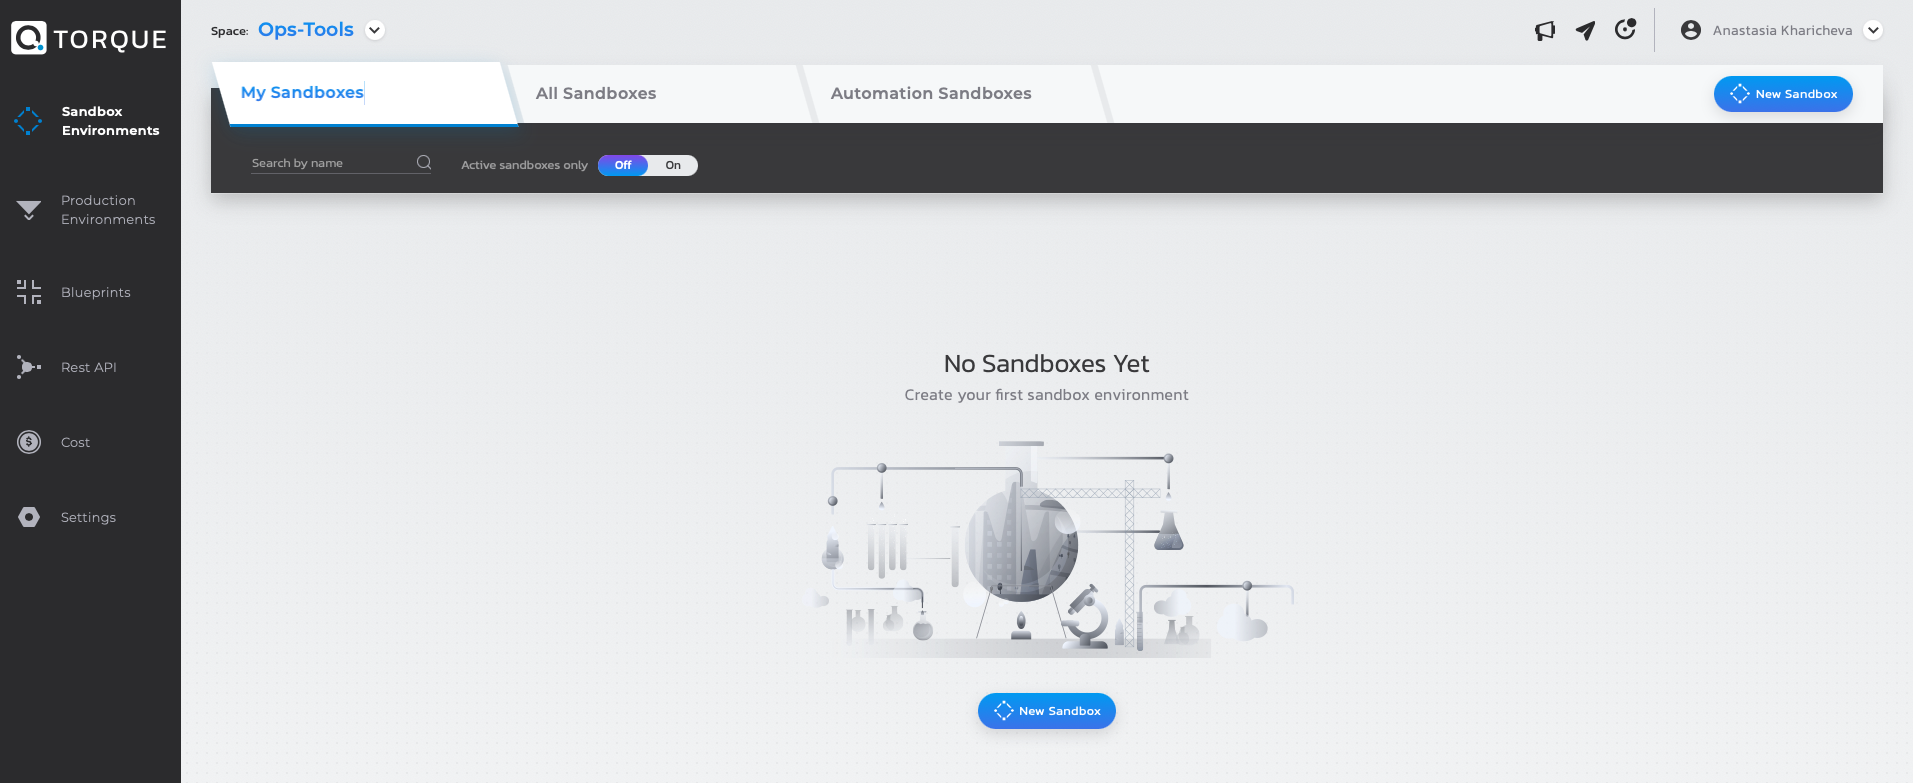 TORQUE
Space: Ops-Tools
Anastasia Kharicheva
Sandbox
Environments
Production
Environments
Blueprints
Rest API
Cost
Settings
My Sandboxes
All Sandboxes
Automation Sandboxes
New Sandbox
Search by name
Active sandboxes only
Off
On
No Sandboxes Yet
Create your first sandbox environment
New Sandbox